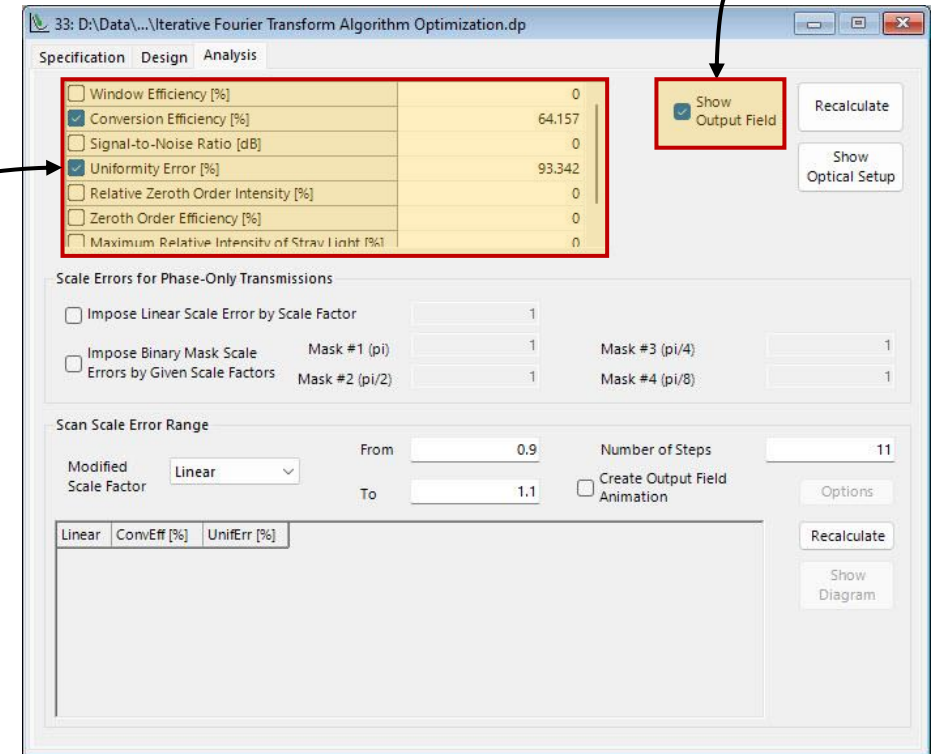 33: D:\Data\...\Iterative Fourier Transform Algorithm Optimization.dp
Specification Design Analysis
Window Efficiency [%] 0
Conversion Efficiency [%] 64.157
Signal-to-Noise Ratio [dB] 0
Uniformity Error [%] 93.342
Relative Zeroth Order Intensity [%] 0
Zeroth Order Efficiency [%] 0
Maximum Relative Intensity of Stray Light [%] 0
Show
Output Field
Recalculate
Show
Optical Setup
Scale Errors for Phase-Only Transmissions
Impose Linear Scale Error by Scale Factor 1
Impose Binary Mask Scale
Errors by Given Scale Factors
Mask #1 (pi) 1
Mask #3 (pi/4) 1
Mask #2 (pi/2) 1
Mask #4 (pi/8) 1
Scan Scale Error Range
Modified
Scale Factor
Linear
From 0.9
Number of Steps 11
To 1.1
Create Output Field
Animation
Options
Linear ConvEff [%] UnifErr [%]
Recalculate
Show
Diagram